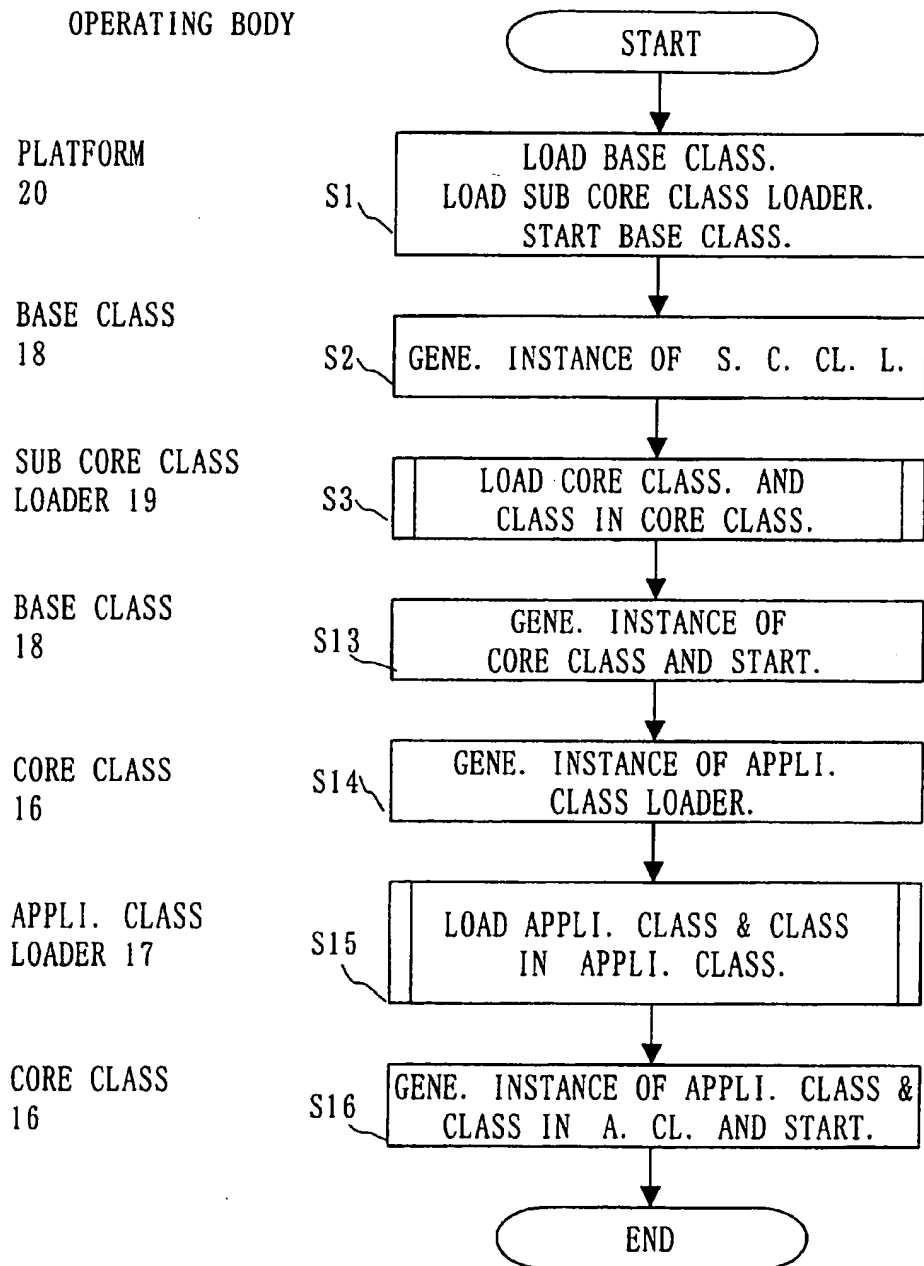 OPERATING BODY
START
PLATFORM
20
S1
LOAD BASE CLASS.
LOAD SUB CORE CLASS LOADER.
START BASE CLASS.
BASE CLASS
18
S2
GENE. INSTANCE OF S. C. CL. L.
SUB CORE CLASS
LOADER 19
S3
LOAD CORE CLASS. AND
CLASS IN CORE CLASS.
BASE CLASS
18
S13
GENE. INSTANCE OF
CORE CLASS AND START.
CORE CLASS
16
S14
GENE. INSTANCE OF APPLI.
CLASS LOADER.
APPLI. CLASS
LOADER 17
S15
LOAD APPLI. CLASS & CLASS
IN APPLI. CLASS.
CORE CLASS
16
S16
GENE. INSTANCE OF APPLI. CLASS &
CLASS IN A. CL. AND START.
END